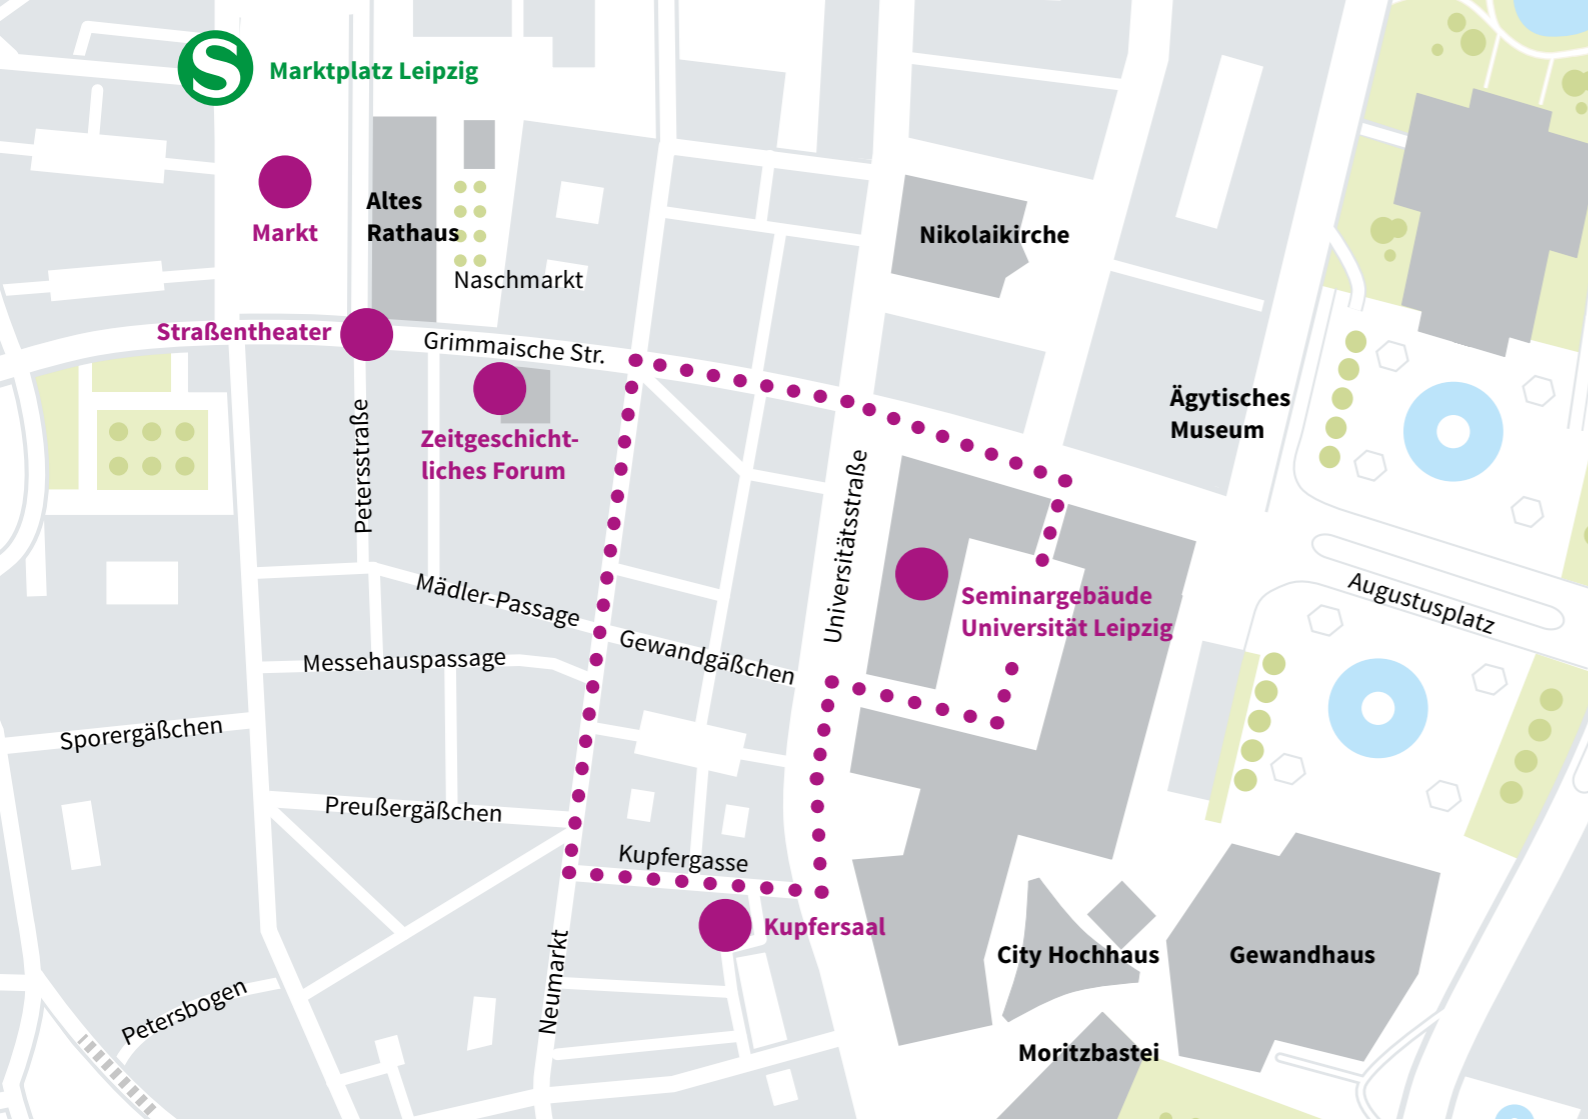 S
Marktplatz Leipzig
Markt
Altes
Rathaus
Nikolaikirche
Naschmarkt
Straßentheater
Grimmaische Str.
Zeitgeschicht-
liches Forum
Petersstraße
Ägytisches
Museum
Universitätsstraße
Seminargebäude
Universität Leipzig
Augustusplatz
Mädler-Passage
Gewandgäßchen
Messehauspassage
Sporergäßchen
Preußergäßchen
Kupfergasse
Kupfersaal
Neumarkt
City Hochhaus
Gewandhaus
Petersbogen
Moritzbastei